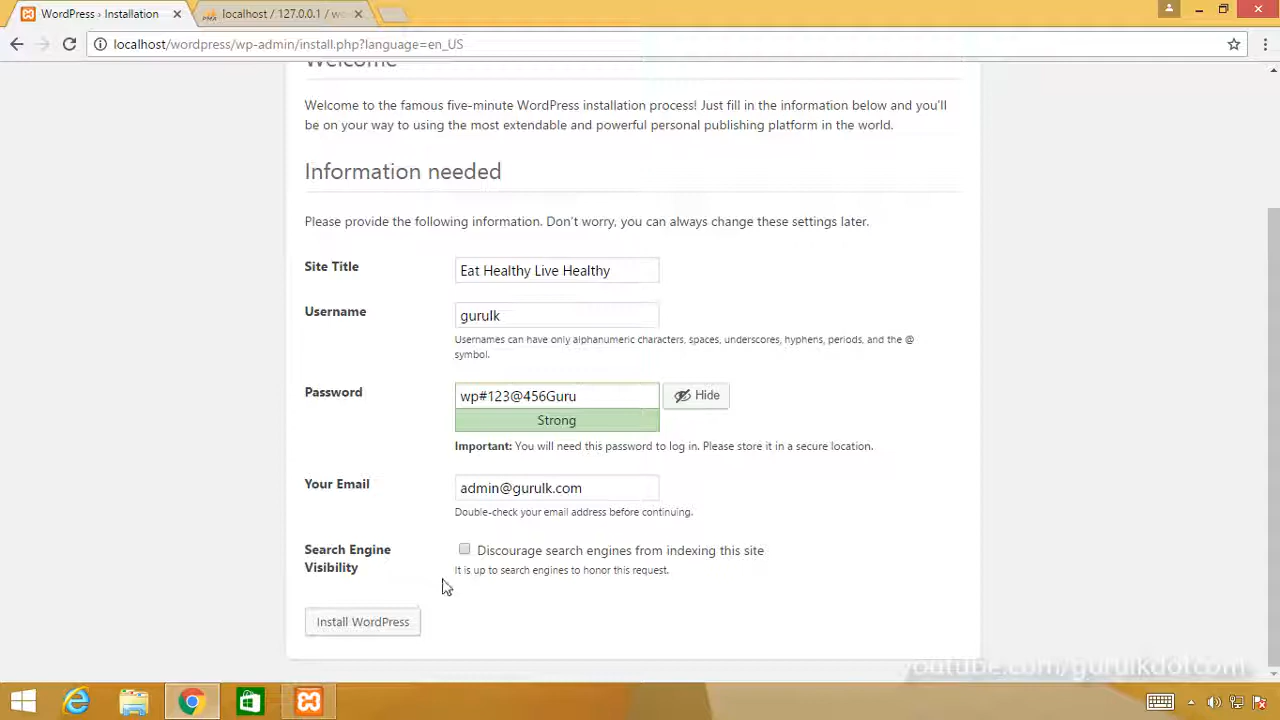 WordPress › Installation
localhost / 127.0.0.1 / wo
localhost/wordpress/wp-admin/install.php?language=en_US
Welcome
Welcome to the famous five-minute WordPress installation process! Just fill in the information below and you'll
be on your way to using the most extendable and powerful personal publishing platform in the world.
Information needed
Please provide the following information. Don't worry, you can always change these settings later.
Site Title
Eat Healthy Live Healthy
Username
gurulk
Usernames can have only alphanumeric characters, spaces, underscores, hyphens, periods, and the @
symbol.
Password
wp#123@456Guru
Hide
Strong
Important: You will need this password to log in. Please store it in a secure location.
Your Email
admin@gurulk.com
Double-check your email address before continuing.
Search Engine
Visibility
Discourage search engines from indexing this site
It is up to search engines to honor this request.
Install WordPress
youtube.com/gurulkdotcom